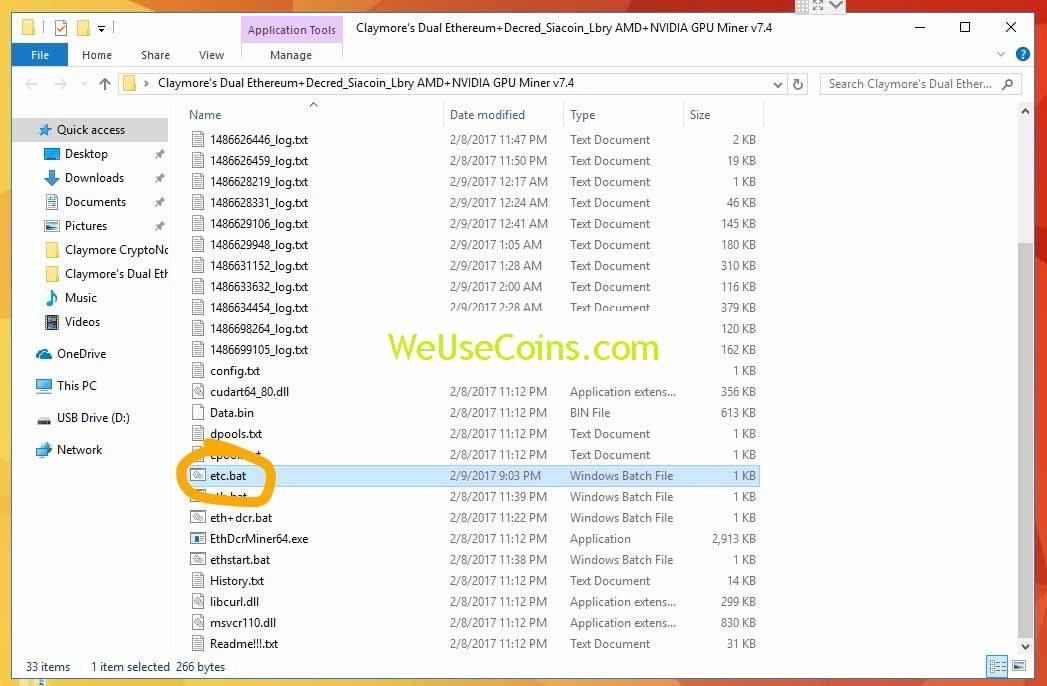 Application Tools
Claymore's Dual Ethereum+Decred_Siacoin_Lbry AMD+NVIDIA GPU Miner v7.4
File Home Share View Manage
Claymore's Dual Ethereum+Decred_Siacoin_Lbry AMD+NVIDIA GPU Miner v7.4
Search Claymore's Dual Ether...
Name Date modified Type Size
Quick access
Desktop
Downloads
Documents
Pictures
Claymore CryptoNo
Claymore's Dual Eth
Music
Videos
OneDrive
This PC
USB Drive (D:)
Network
1486626446_log.txt 2/8/2017 11:47 PM Text Document 2 KB
1486626459_log.txt 2/8/2017 11:50 PM Text Document 19 KB
1486628219_log.txt 2/9/2017 12:17 AM Text Document 1 KB
1486628331_log.txt 2/9/2017 12:24 AM Text Document 46 KB
1486629106_log.txt 2/9/2017 12:41 AM Text Document 145 KB
1486629948_log.txt 2/9/2017 1:05 AM Text Document 180 KB
1486631152_log.txt 2/9/2017 1:28 AM Text Document 310 KB
1486633632_log.txt 2/9/2017 2:00 AM Text Document 116 KB
1486634454_log.txt 2/9/2017 2:28 AM Text Document 379 KB
1486698264_log.txt 120 KB
1486699105_log.txt 162 KB
WeUseCoins.com
config.txt 1 KB
cudart64_80.dll 2/8/2017 11:12 PM Application extens... 356 KB
Data.bin 2/8/2017 11:12 PM BIN File 613 KB
dpools.txt 2/8/2017 11:12 PM Text Document 1 KB
2/8/2017 11:12 PM Text Document 1 KB
etc.bat 2/9/2017 9:03 PM Windows Batch File 1 KB
2/8/2017 11:39 PM Windows Batch File 1 KB
eth+dcr.bat 2/8/2017 11:22 PM Windows Batch File 1 KB
EthDcrMiner64.exe 2/8/2017 11:12 PM Application 2,913 KB
ethstart.bat 2/8/2017 11:38 PM Windows Batch File 1 KB
History.txt 2/8/2017 11:12 PM Text Document 14 KB
libcurl.dll 2/8/2017 11:12 PM Application extens... 299 KB
msvcr110.dll 2/8/2017 11:12 PM Application extens... 830 KB
Readme!!!.txt 2/8/2017 11:12 PM Text Document 31 KB
33 items 1 item selected 266 bytes